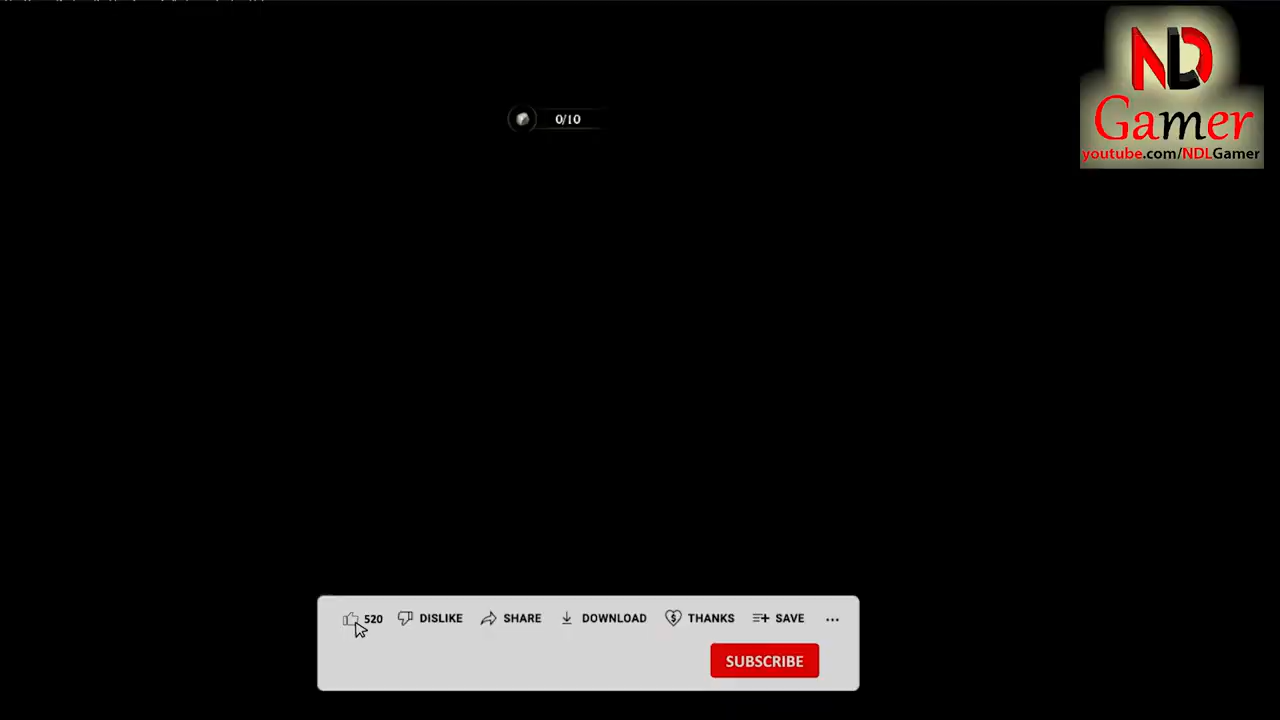 NDL
Gamer
youtube.com/NDLGamer
0/10
520 DISLIKE SHARE DOWNLOAD THANKS SAVE ...
SUBSCRIBE